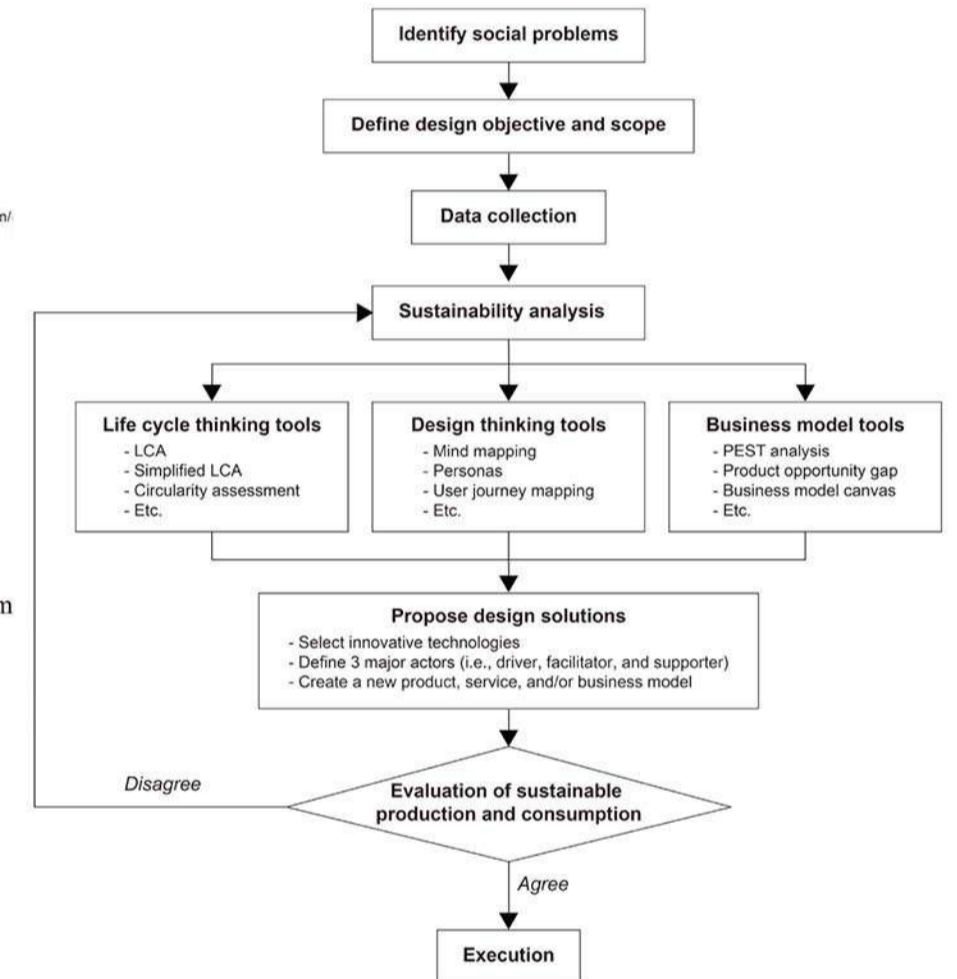 Identify social problems
Define design objective and scope
Data collection
m/
Sustainability analysis
Life cycle thinking tools
- LCA
- Simplified LCA
- Circularity assessment
- Etc.
Design thinking tools
- Mind mapping
- Personas
- User journey mapping
- Etc.
Business model tools
- PEST analysis
- Product opportunity gap
- Business model canvas
- Etc.
Propose design solutions
- Select innovative technologies
- Define 3 major actors (i.e., driver, facilitator, and supporter)
- Create a new product, service, and/or business model
Disagree
Evaluation of sustainable
production and consumption
Agree
Execution